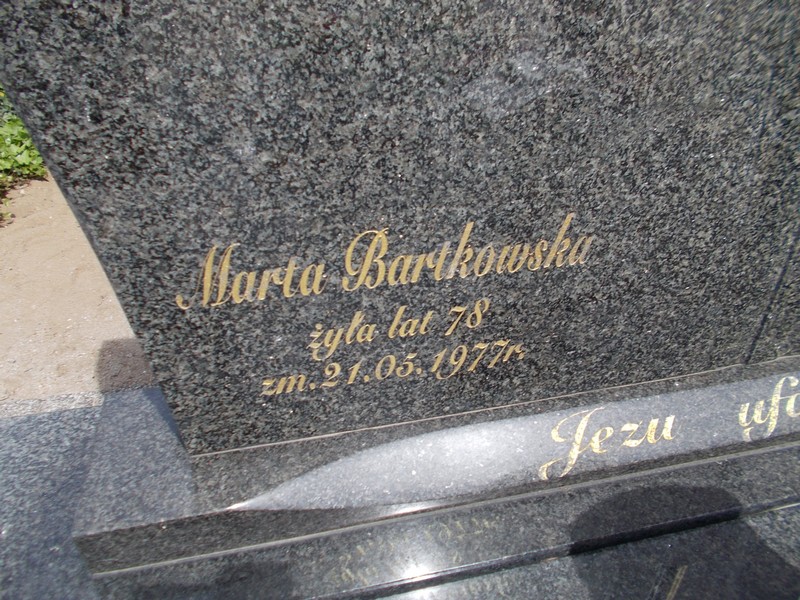 Marta Bartkowska
żyła lat 78
zm. 21.05.1977r.
Jezu